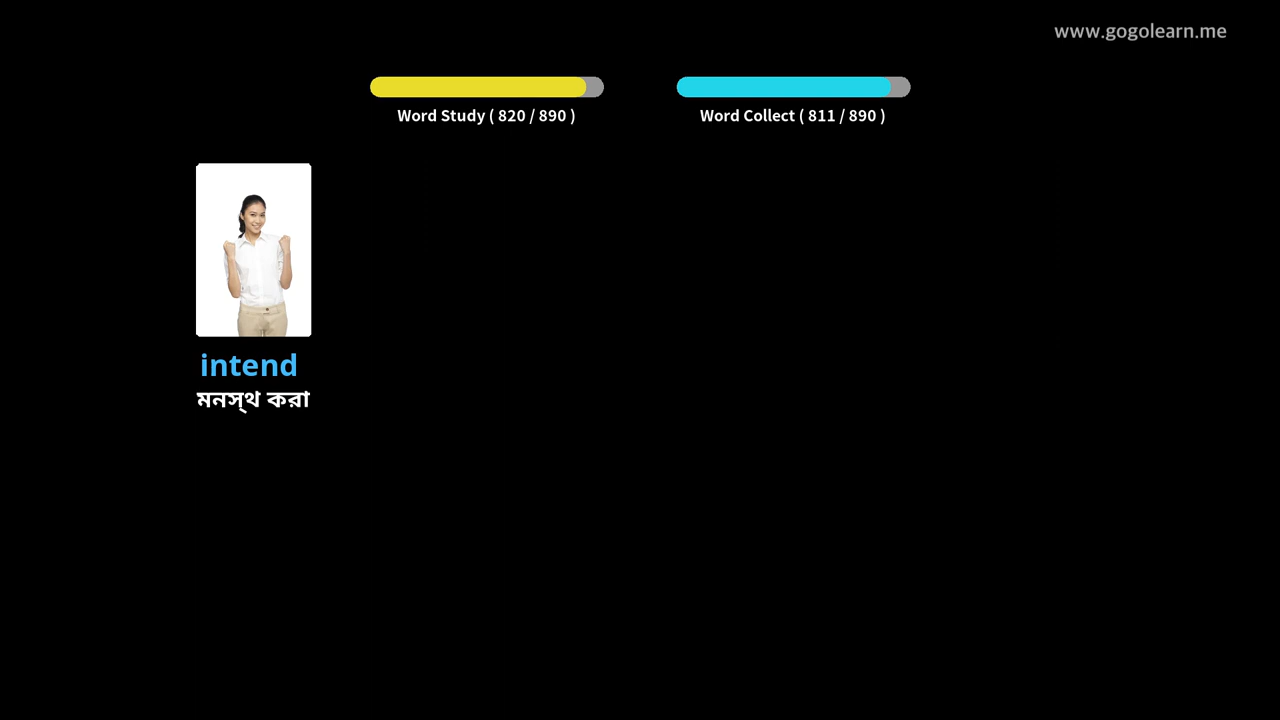 www.gogolearn.me
Word Study ( 820 / 890 )
Word Collect ( 811 / 890 )
intend
মনস্থ করা